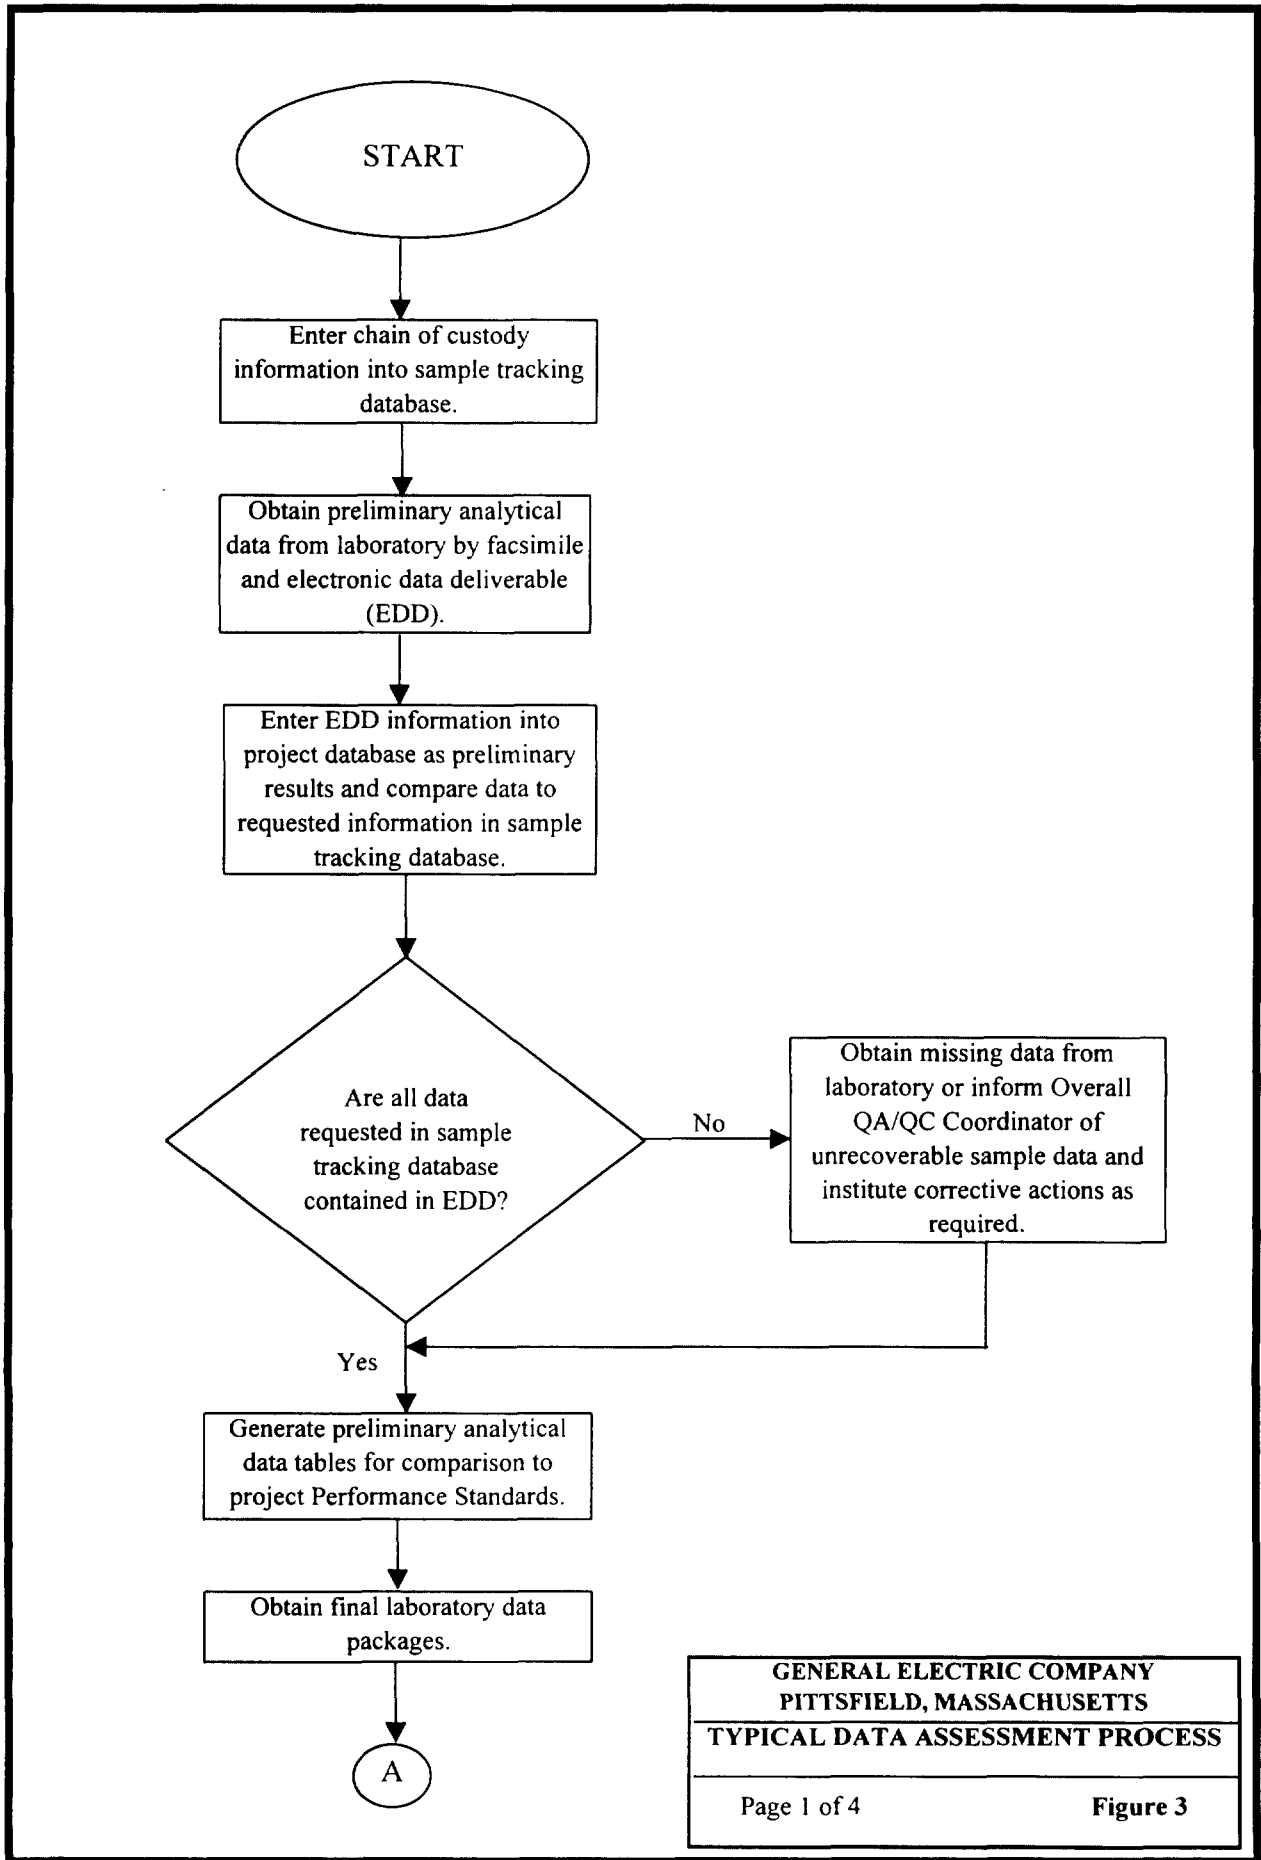 START
Enter chain of custody
information into sample tracking
database.
Obtain preliminary analytical
data from laboratory by facsimile
and electronic data deliverable
(EDD).
Enter EDD information into
project database as preliminary
results and compare data to
requested information in sample
tracking database.
Are all data
requested in sample
tracking database
contained in EDD?
No
Obtain missing data from
laboratory or inform Overall
QA/QC Coordinator of
unrecoverable sample data and
institute corrective actions as
required.
Yes
Generate preliminary analytical
data tables for comparison to
project Performance Standards.
Obtain final laboratory data
packages.
A
GENERAL ELECTRIC COMPANY
PITTSFIELD, MASSACHUSETTS
TYPICAL DATA ASSESSMENT PROCESS
Page 1 of 4 Figure 3